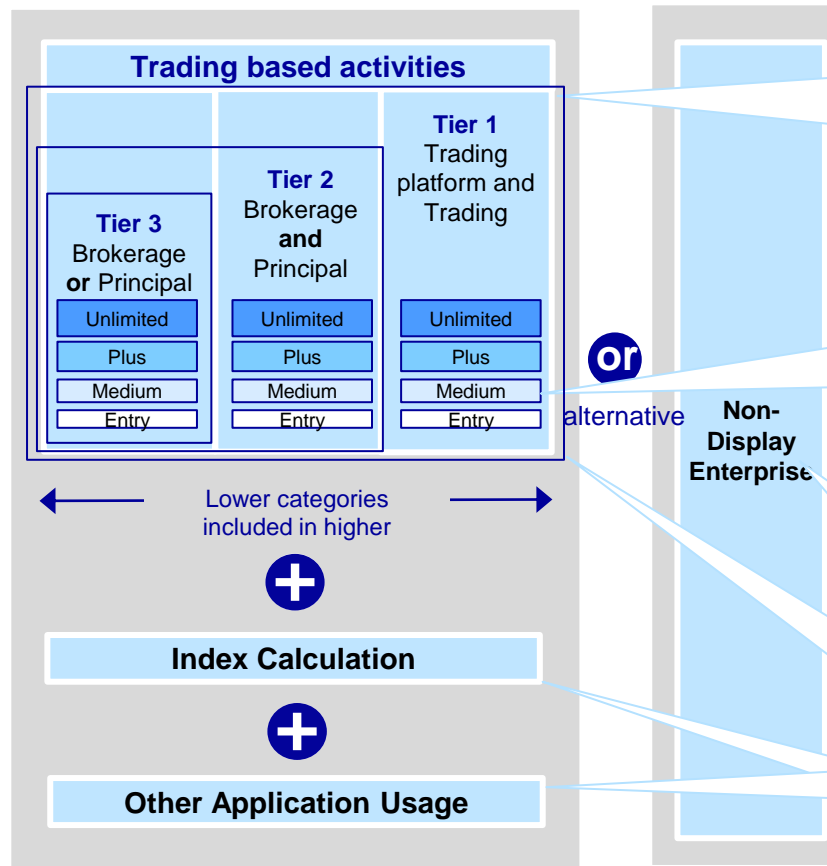 Trading based activities
Tier 1
Trading
platform and
Trading
Tier 2
Brokerage
and
Principal
Tier 3
Brokerage
or Principal
Unlimited
Unlimited
Unlimited
Plus
Plus
Plus
Medium
Medium
Medium
Entry
Entry
Entry
or
alternative
Non-
Display
Enterprise
Lower categories
included in higher
+
Index Calculation
+
Other Application Usage